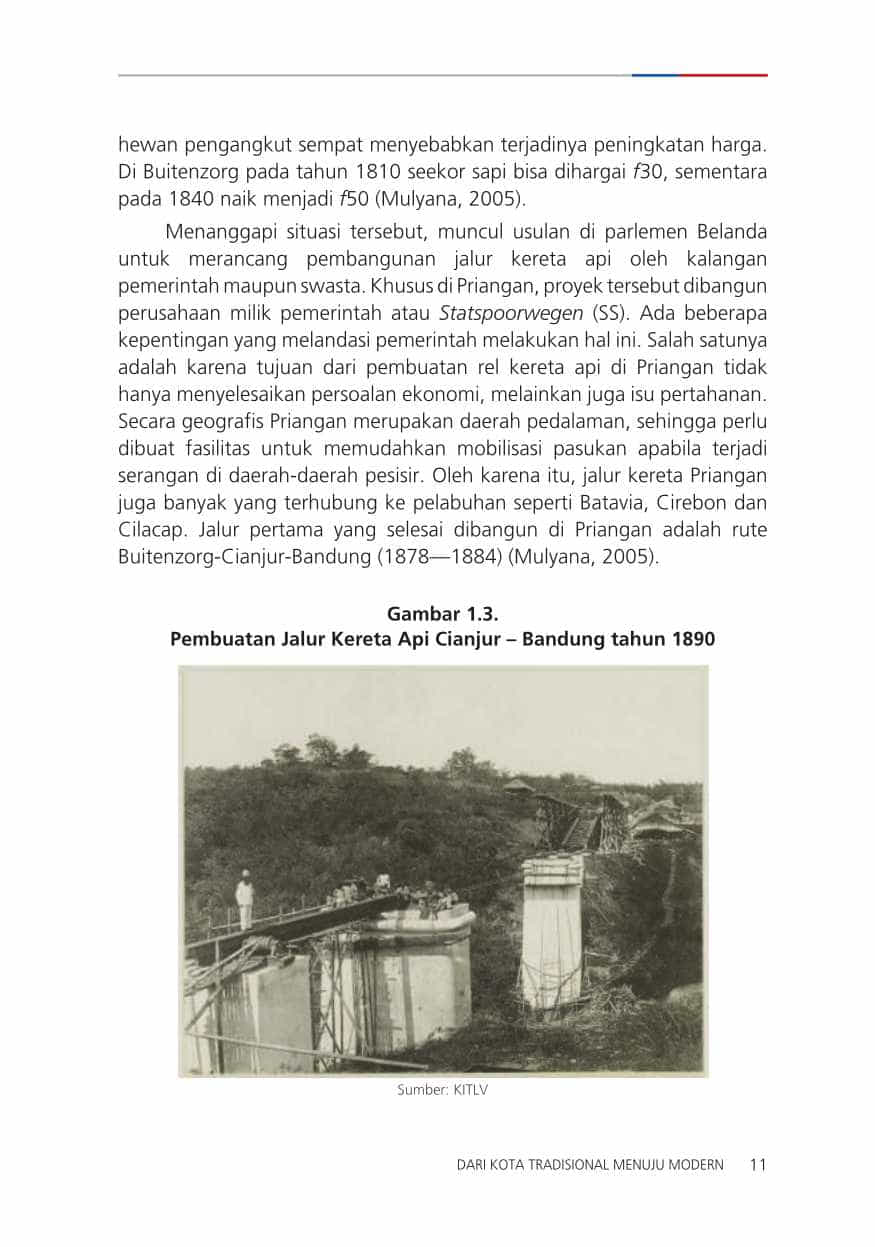 hewan pengangkut sempat menyebabkan terjadinya peningkatan harga.
Di Buitenzorg pada tahun 1810 seekor sapi bisa dihargai f30, sementara
pada 1840 naik menjadi f50 (Mulyana, 2005).
Menanggapi situasi tersebut, muncul usulan di parlemen Belanda
untuk merancang pembangunan jalur kereta api oleh kalangan
pemerintah maupun swasta. Khusus di Priangan, proyek tersebut dibangun
perusahaan milik pemerintah atau Statspoorwegen (SS). Ada beberapa
kepentingan yang melandasi pemerintah melakukan hal ini. Salah satunya
adalah karena tujuan dari pembuatan rel kereta api di Priangan tidak
hanya menyelesaikan persoalan ekonomi, melainkan juga isu pertahanan.
Secara geografis Priangan merupakan daerah pedalaman, sehingga perlu
dibuat fasilitas untuk memudahkan mobilisasi pasukan apabila terjadi
serangan di daerah-daerah pesisir. Oleh karena itu, jalur kereta Priangan
juga banyak yang terhubung ke pelabuhan seperti Batavia, Cirebon dan
Cilacap. Jalur pertama yang selesai dibangun di Priangan adalah rute
Buitenzorg-Cianjur-Bandung (1878—1884) (Mulyana, 2005).
Gambar 1.3.
Pembuatan Jalur Kereta Api Cianjur – Bandung tahun 1890
Sumber: KITLV
DARI KOTA TRADISIONAL MENUJU MODERN 11